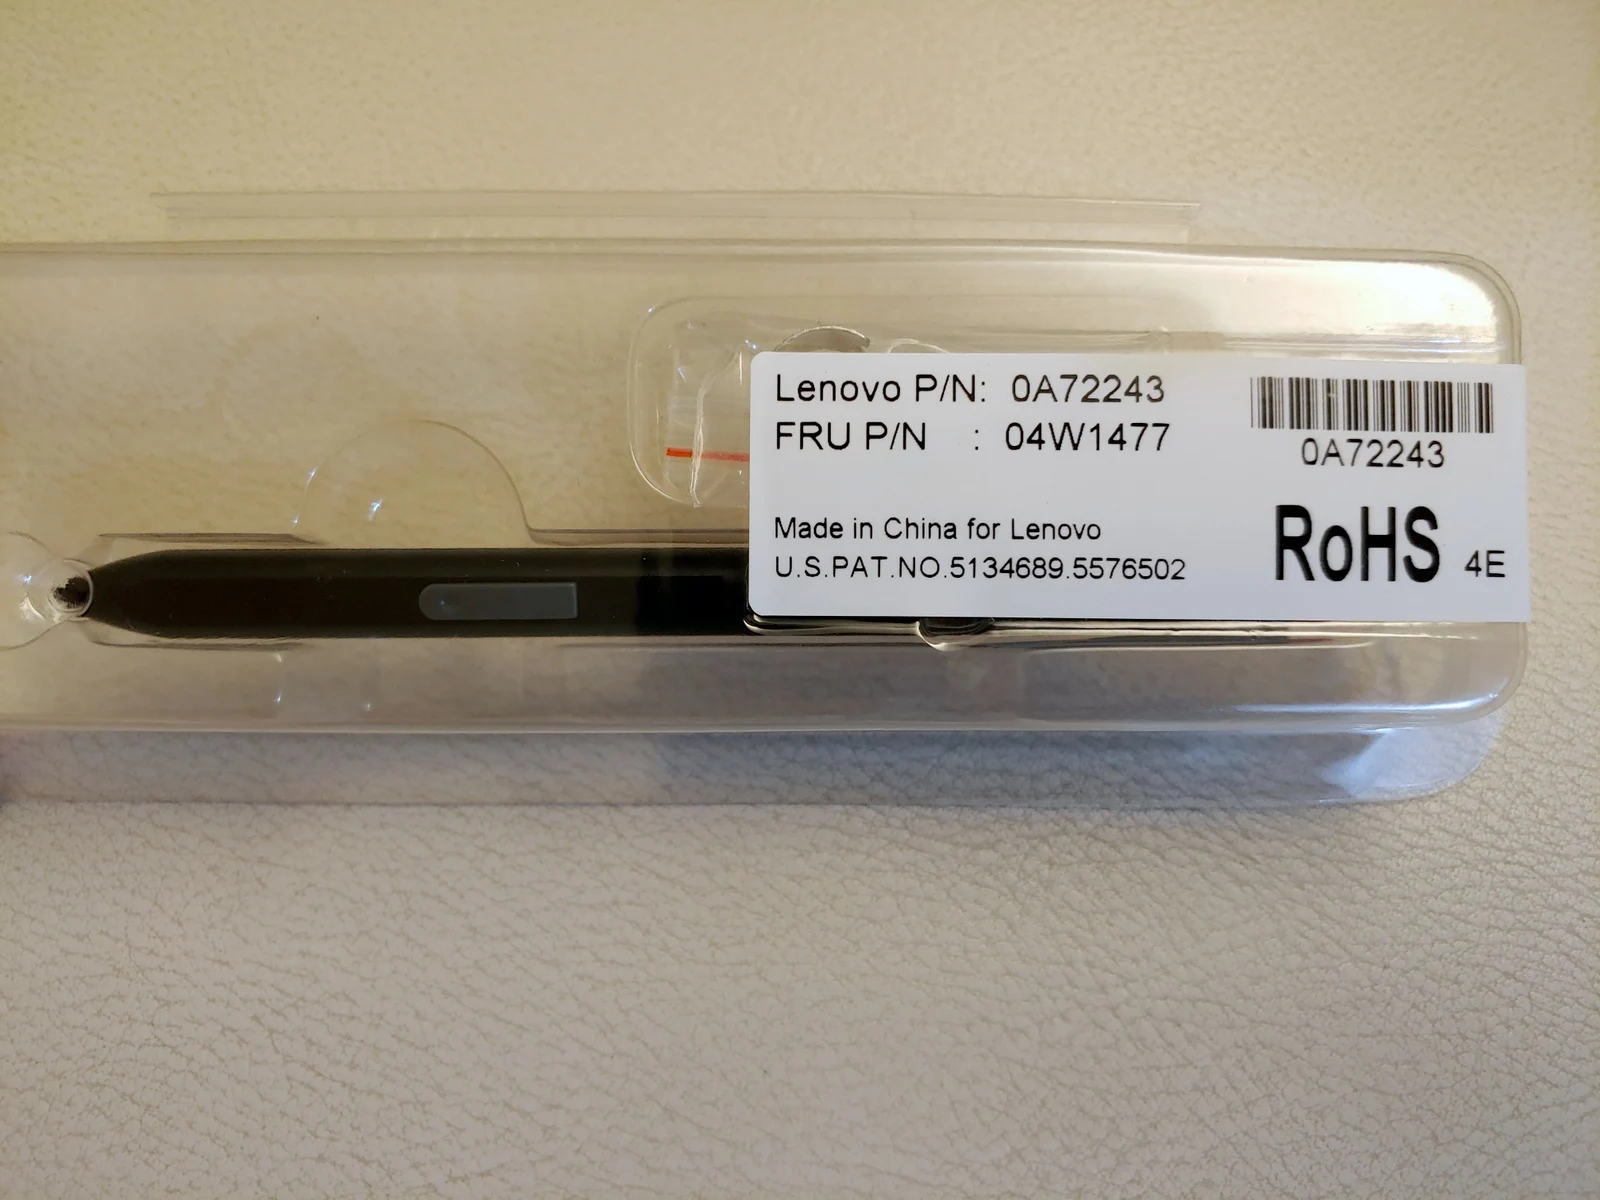 Lenovo P/N: 0A72243
FRU P/N : 04W1477
0A72243
Made in China for Lenovo
U.S.PAT.NO.5134689.5576502
RoHS 4E